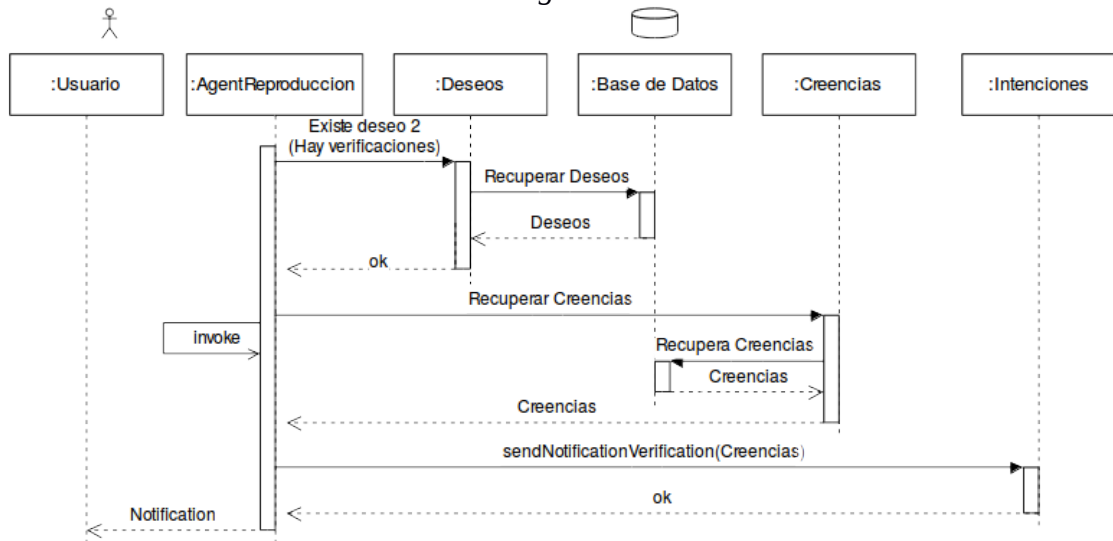 :Usuario
:AgentReproduccion
:Deseos
:Base de Datos
:Creencias
:Intenciones
Existe deseo 2
(Hay verificaciones)
Recuperar Deseos
Deseos
ok
Recuperar Creencias
invoke
Recupera Creencias
Creencias
Creencias
sendNotificationVerification(Creencias)
ok
Notification